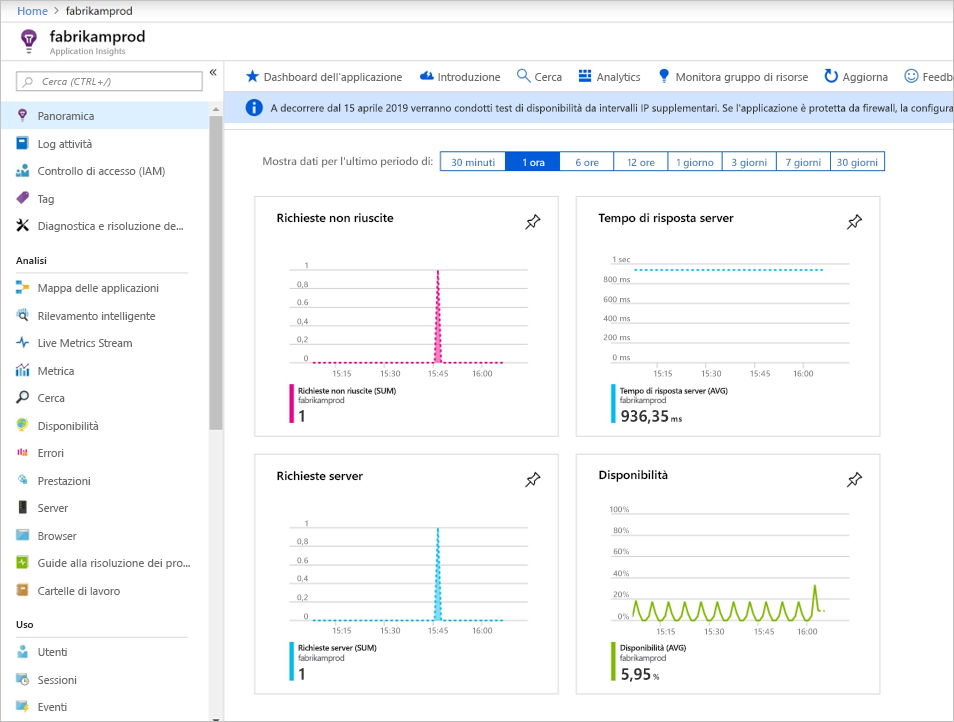 Home > fabrikamprod
fabrikamprod
Application Insights
Cerca (CTRL+/)
«
Panoramica
Log attività
Controllo di accesso (IAM)
Tag
Diagnostica e risoluzione de...
Analisi
Mappa delle applicazioni
Rilevamento intelligente
Live Metrics Stream
Metrica
Cerca
Disponibilità
Errori
Prestazioni
Server
Browser
Guide alla risoluzione dei pro...
Cartelle di lavoro
Uso
Utenti
Sessioni
Eventi
Dashboard dell'applicazione Introduzione Cerca Analytics Monitora gruppo di risorse Aggiorna Feedb
A decorrere dal 15 aprile 2019 verranno condotti test di disponibilità da intervalli IP supplementari. Se l'applicazione è protetta da firewall, la configura
Mostra dati per l'ultimo periodo di: 30 minuti 1 ora 6 ore 12 ore 1 giorno 3 giorni 7 giorni 30 giorni
Richieste non riuscite
1
0,8
0.6
0,4
0,2
0
15:15 15:30 15:45 16:00
Richieste non riuscite (SUM)
fabrikamprod
1
Tempo di risposta server
1 sec
800 ms
600 ms
400 ms
200 ms
0 ms
15:15 15:30 15:45 16:00
Tempo di risposta server (AVG)
fabrikamprod
936,35 ms
Richieste server
1
0,8
0.6
0,4
0,2
0
15:15 15:30 15:45 16:00
Richieste server (SUM)
fabrikamprod
1
Disponibilità
100%
80%
60%
40%
20%
0%
15:15 15:30 15:45 16:00
Disponibilità (AVG)
fabrikamprod
5,95 %